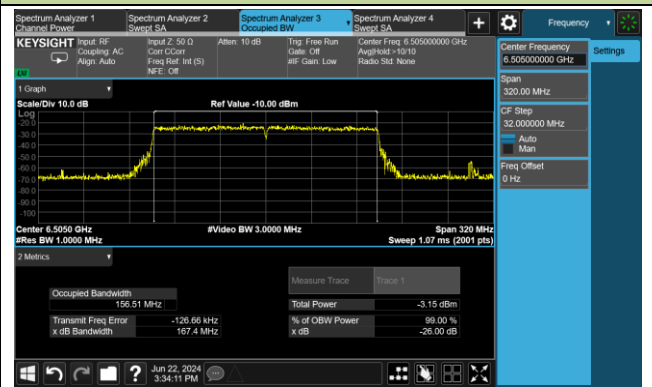 Spectrum Analyzer 1
Channel Power
Spectrum Analyzer 2
Swept SA
Spectrum Analyzer 3
Occupied BW
Spectrum Analyzer 4
Swept SA
+
Frequency
KEYSIGHT
Input: RF
Coupling: AC
Align: Auto
Input Z: 50 Ω
Corr CCorr
Freq Ref: Int (S)
NFE: Off
Atten: 10 dB
Trig: Free Run
Gate: Off
#IF Gain: Low
Center Freq: 6.505000000 GHz
Avg|Hold:>10/10
Radio Std: None
LXI
Center Frequency
6.505000000 GHz
Settings
Span
320.00 MHz
CF Step
32.000000 MHz
Auto
Man
Freq Offset
0 Hz
1 Graph
Scale/Div 10.0 dB
Ref Value -10.00 dBm
Log
-20.0
-30.0
-40.0
-50.0
-60.0
-70.0
-80.0
-90.0
-100
Center 6.5050 GHz
#Video BW 3.0000 MHz
Span 320 MHz
#Res BW 1.0000 MHz
Sweep 1.07 ms (2001 pts)
2 Metrics
Measure Trace
Trace 1
Occupied Bandwidth
156.51 MHz
Total Power
-3.15 dBm
Transmit Freq Error
-126.66 kHz
% of OBW Power
99.00 %
x dB Bandwidth
167.4 MHz
x dB
-26.00 dB
?
Jun 22, 2024
3:34:11 PM